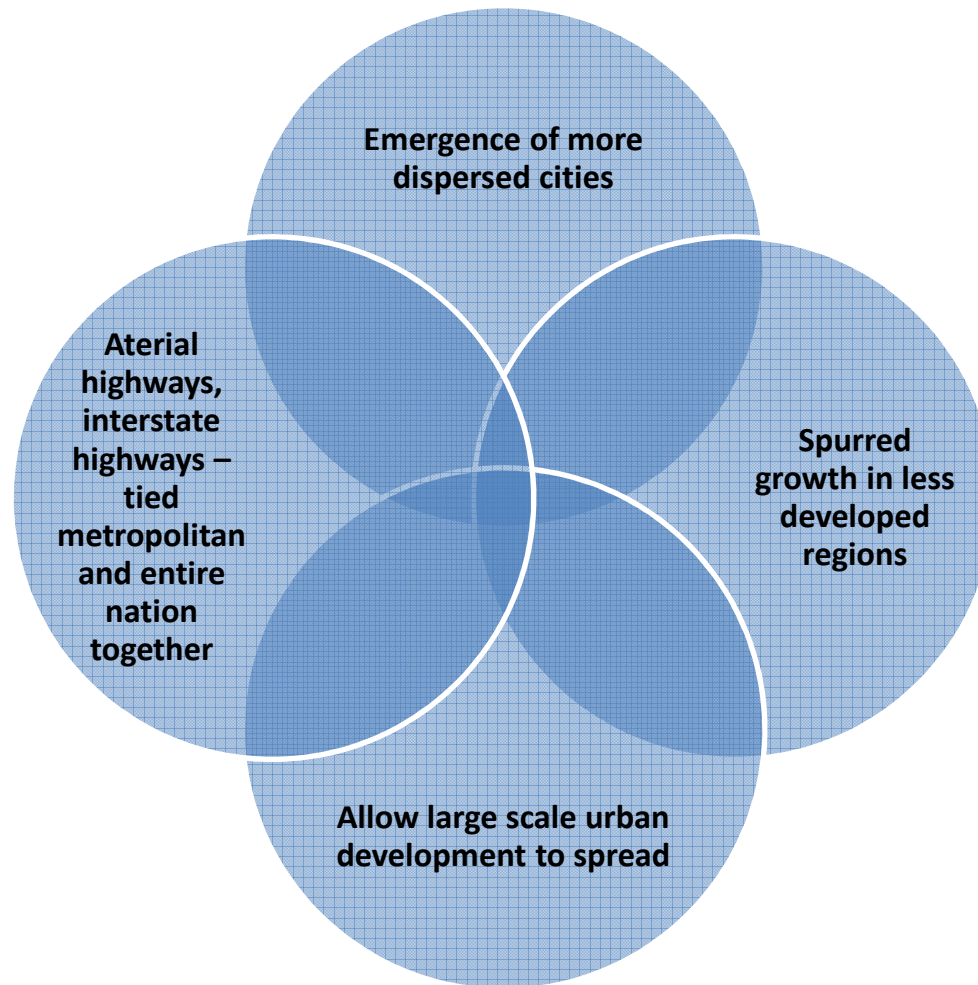 Emergence of more
dispersed cities
Aterial
highways,
interstate
highways –
tied
metropolitan
and entire
nation
together
Spurred
growth in less
developed
regions
Allow large scale urban
development to spread